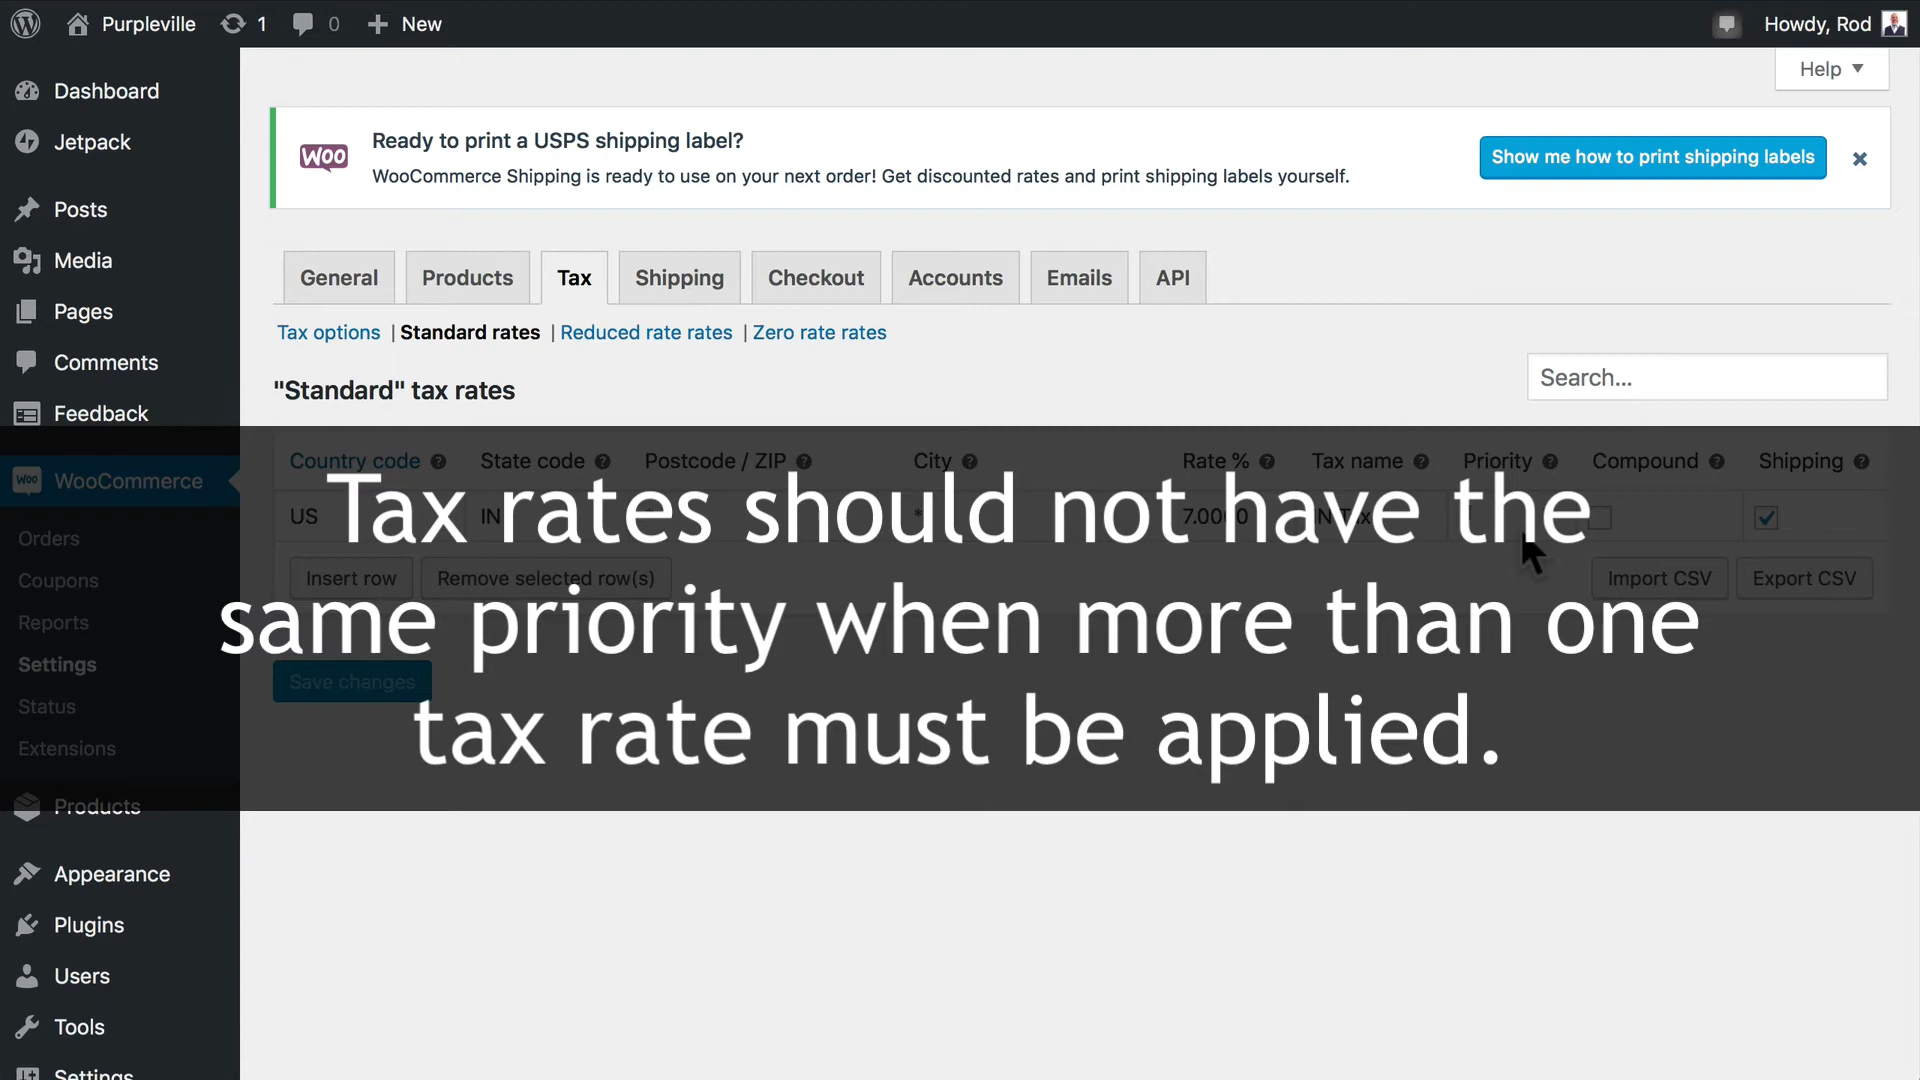 Purpleville
1
0
New
Howdy, Rod
Help
Dashboard
Jetpack
Posts
Media
Pages
Comments
Feedback
WooCommerce
Orders
Coupons
Reports
Settings
Status
Extensions
Products
Appearance
Plugins
Users
Tools
Settings
WOO
Ready to print a USPS shipping label?
WooCommerce Shipping is ready to use on your next order! Get discounted rates and print shipping labels yourself.
Show me how to print shipping labels
General Products Tax Shipping Checkout Accounts Emails API
Tax options | Standard rates | Reduced rate rates | Zero rate rates
"Standard" tax rates
Search...
Country code State code Postcode / ZIP City Rate % Tax name Priority Compound Shipping
US IN * * 7.0000 IN Tax
Insert row Remove selected row(s) Import CSV Export CSV
Save changes
Tax rates should not have the
same priority when more than one
tax rate must be applied.